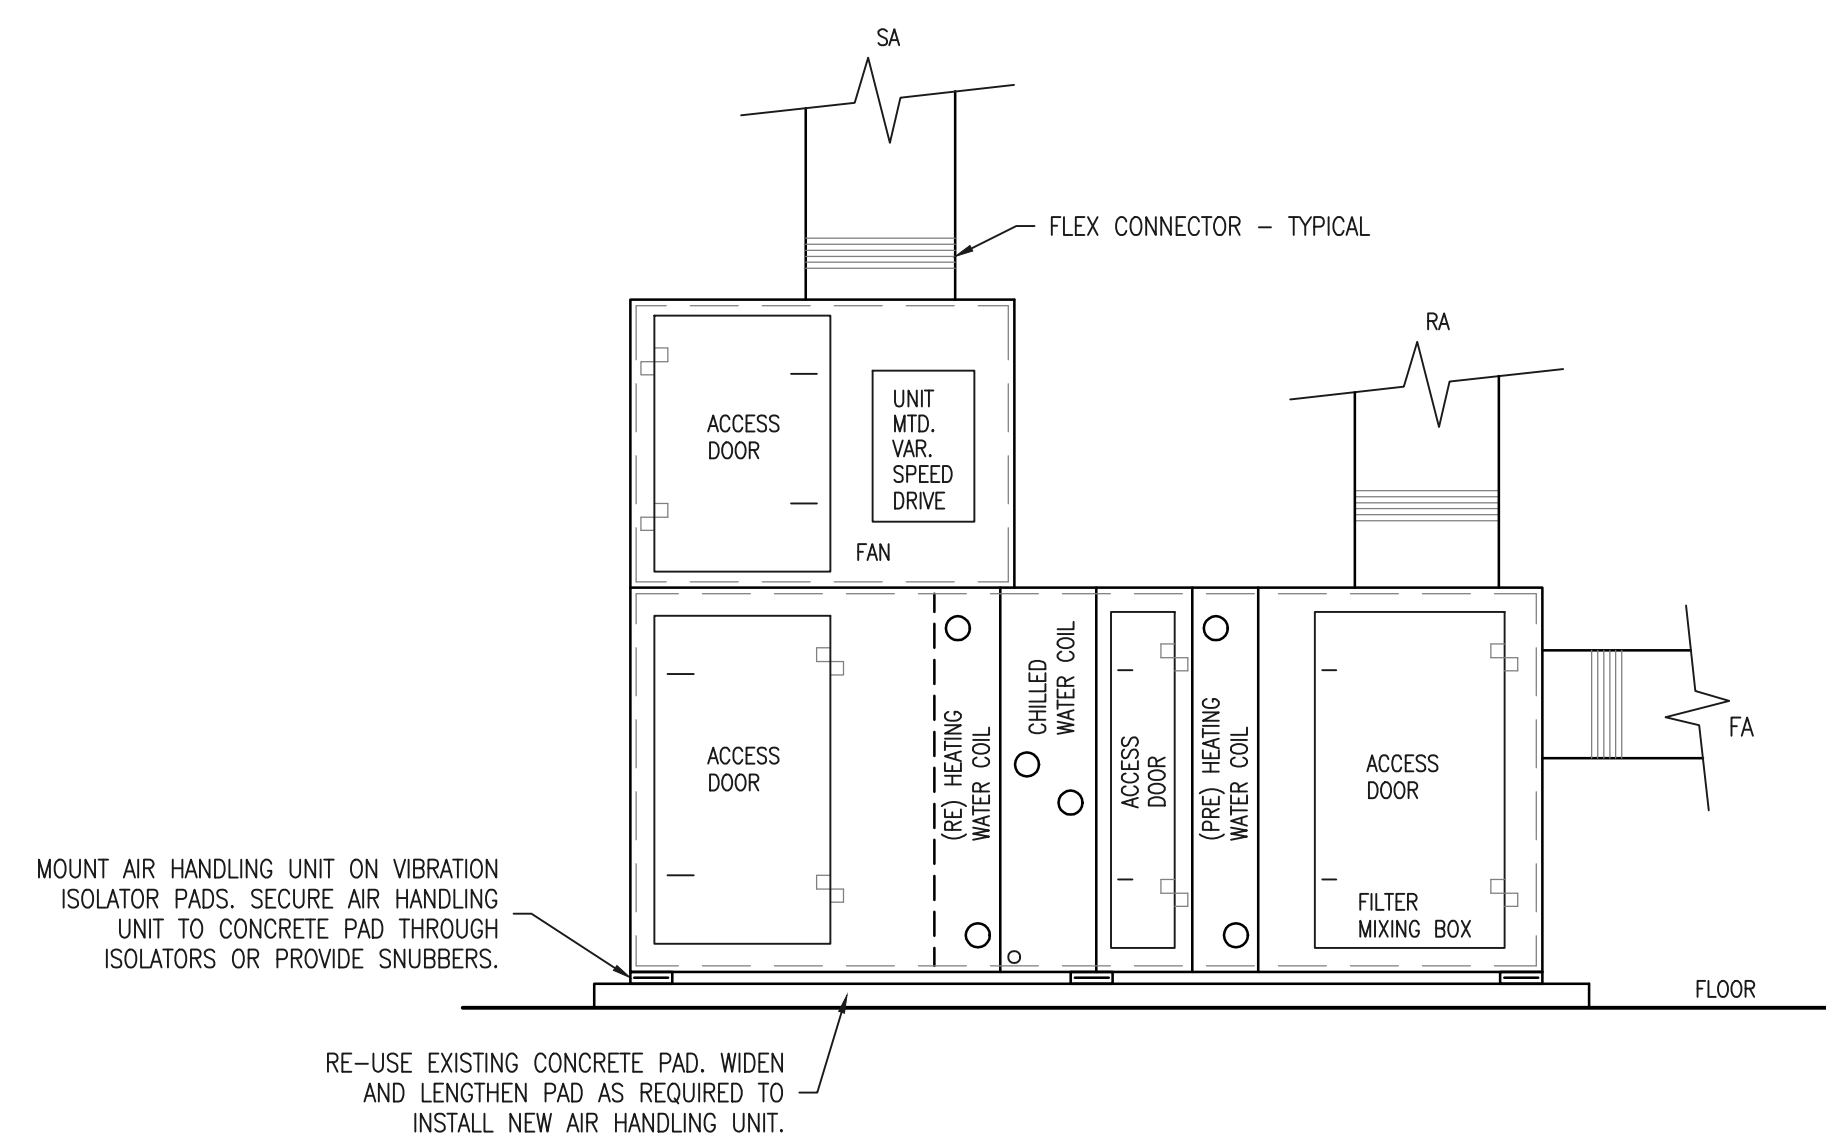 SA
FLEX CONNECTOR - TYPICAL
RA
UNIT
MTD.
VAR.
SPEED
DRIVE
ACCESS
DOOR
FAN
ACCESS
DOOR
(RE) HEATING
WATER COIL
CHILLED
WATER COIL
ACCESS
DOOR
(PRE) HEATING
WATER COIL
ACCESS
DOOR
FILTER
MIXING BOX
FA
MOUNT AIR HANDLING UNIT ON VIBRATION
ISOLATOR PADS. SECURE AIR HANDLING
UNIT TO CONCRETE PAD THROUGH
ISOLATORS OR PROVIDE SNUBBERS.
FLOOR
RE-USE EXISTING CONCRETE PAD. WIDEN
AND LENGTHEN PAD AS REQUIRED TO
INSTALL NEW AIR HANDLING UNIT.